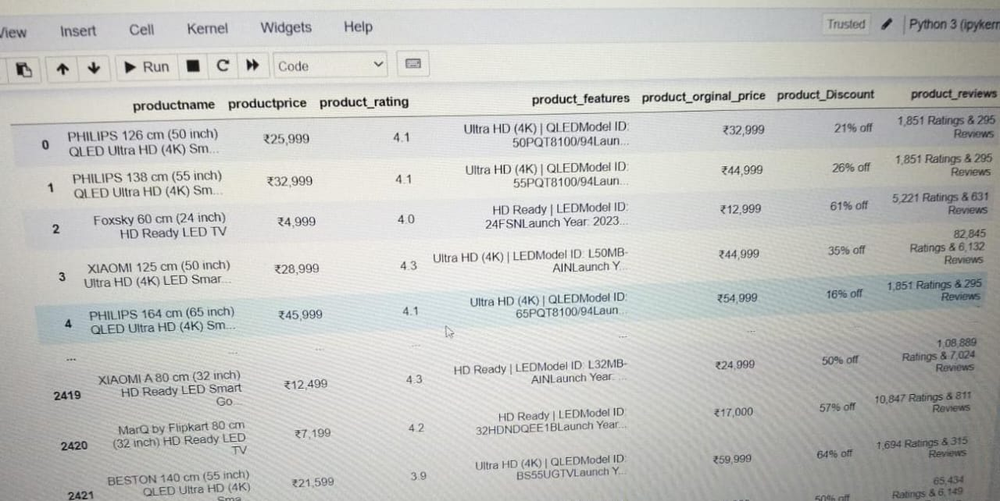 View Insert Cell Kernel Widgets Help Trusted Python 3 (ipykern
Run Code
productname productprice product_rating product_features product_orginal_price product_Discount product_reviews
0 PHILIPS 126 cm (50 inch) ₹25,999 4.1 Ultra HD (4K) | QLEDModel ID: ₹32,999 21% off 1,851 Ratings & 295
QLED Ultra HD (4K) Sm... 50PQT8100/94Laun... Reviews
1 PHILIPS 138 cm (55 inch) ₹32,999 4.1 Ultra HD (4K) | QLEDModel ID: ₹44,999 26% off 1,851 Ratings & 295
QLED Ultra HD (4K) Sm... 55PQT8100/94Laun... Reviews
2 Foxsky 60 cm (24 inch) ₹4,999 4.0 HD Ready | LEDModel ID: ₹12,999 61% off 5,221 Ratings & 631
HD Ready LED TV 24FSNLaunch Year: 2023... Reviews
82,845
3 XIAOMI 125 cm (50 inch) ₹28,999 4.3 Ultra HD (4K) | LEDModel ID: L50MB- ₹44,999 35% off Ratings & 6,132
Ultra HD (4K) LED Smar... AINLaunch Y... Reviews
4 PHILIPS 164 cm (65 inch) ₹45,999 4.1 Ultra HD (4K) | QLEDModel ID: ₹54,999 16% off 1,851 Ratings & 295
QLED Ultra HD (4K) Sm... 65PQT8100/94Laun... Reviews
... ... ... ... ... ...
1,08,889
2419 XIAOMI A 80 cm (32 inch) ₹12,499 4.3 HD Ready | LEDModel ID: L32MB- ₹24,999 50% off Ratings & 7,024
HD Ready LED Smart AINLaunch Year: ... Reviews
Go...
2420 MarQ by Flipkart 80 cm ₹7,199 4.2 HD Ready | LEDModel ID: ₹17,000 57% off 10,847 Ratings & 811
(32 inch) HD Ready LED 32HDNDQEE1BLaunch Year... Reviews
TV
2421 BESTON 140 cm (55 inch) ₹21,599 3.9 Ultra HD (4K) | QLEDModel ID: ₹59,999 64% off 1,694 Ratings & 315
QLED Ultra HD (4K) BS55UGTVLaunch Y... Reviews
Sma...
65,434
50% off Ratings & 6,149